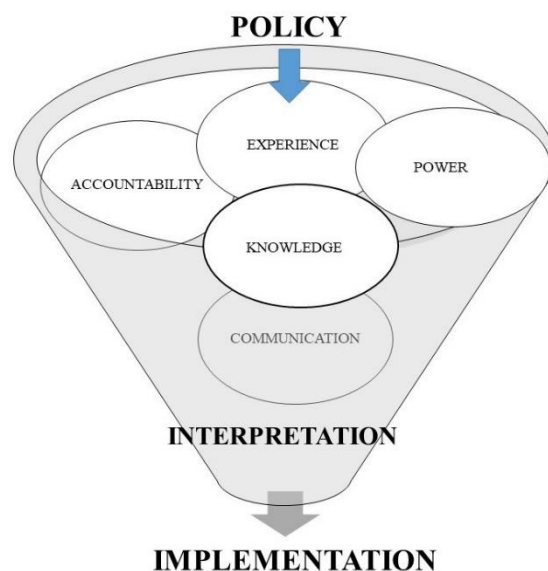 POLICY
EXPERIENCE
POWER
ACCOUNTABILITY
KNOWLEDGE
COMMUNICATION
INTERPRETATION
IMPLEMENTATION